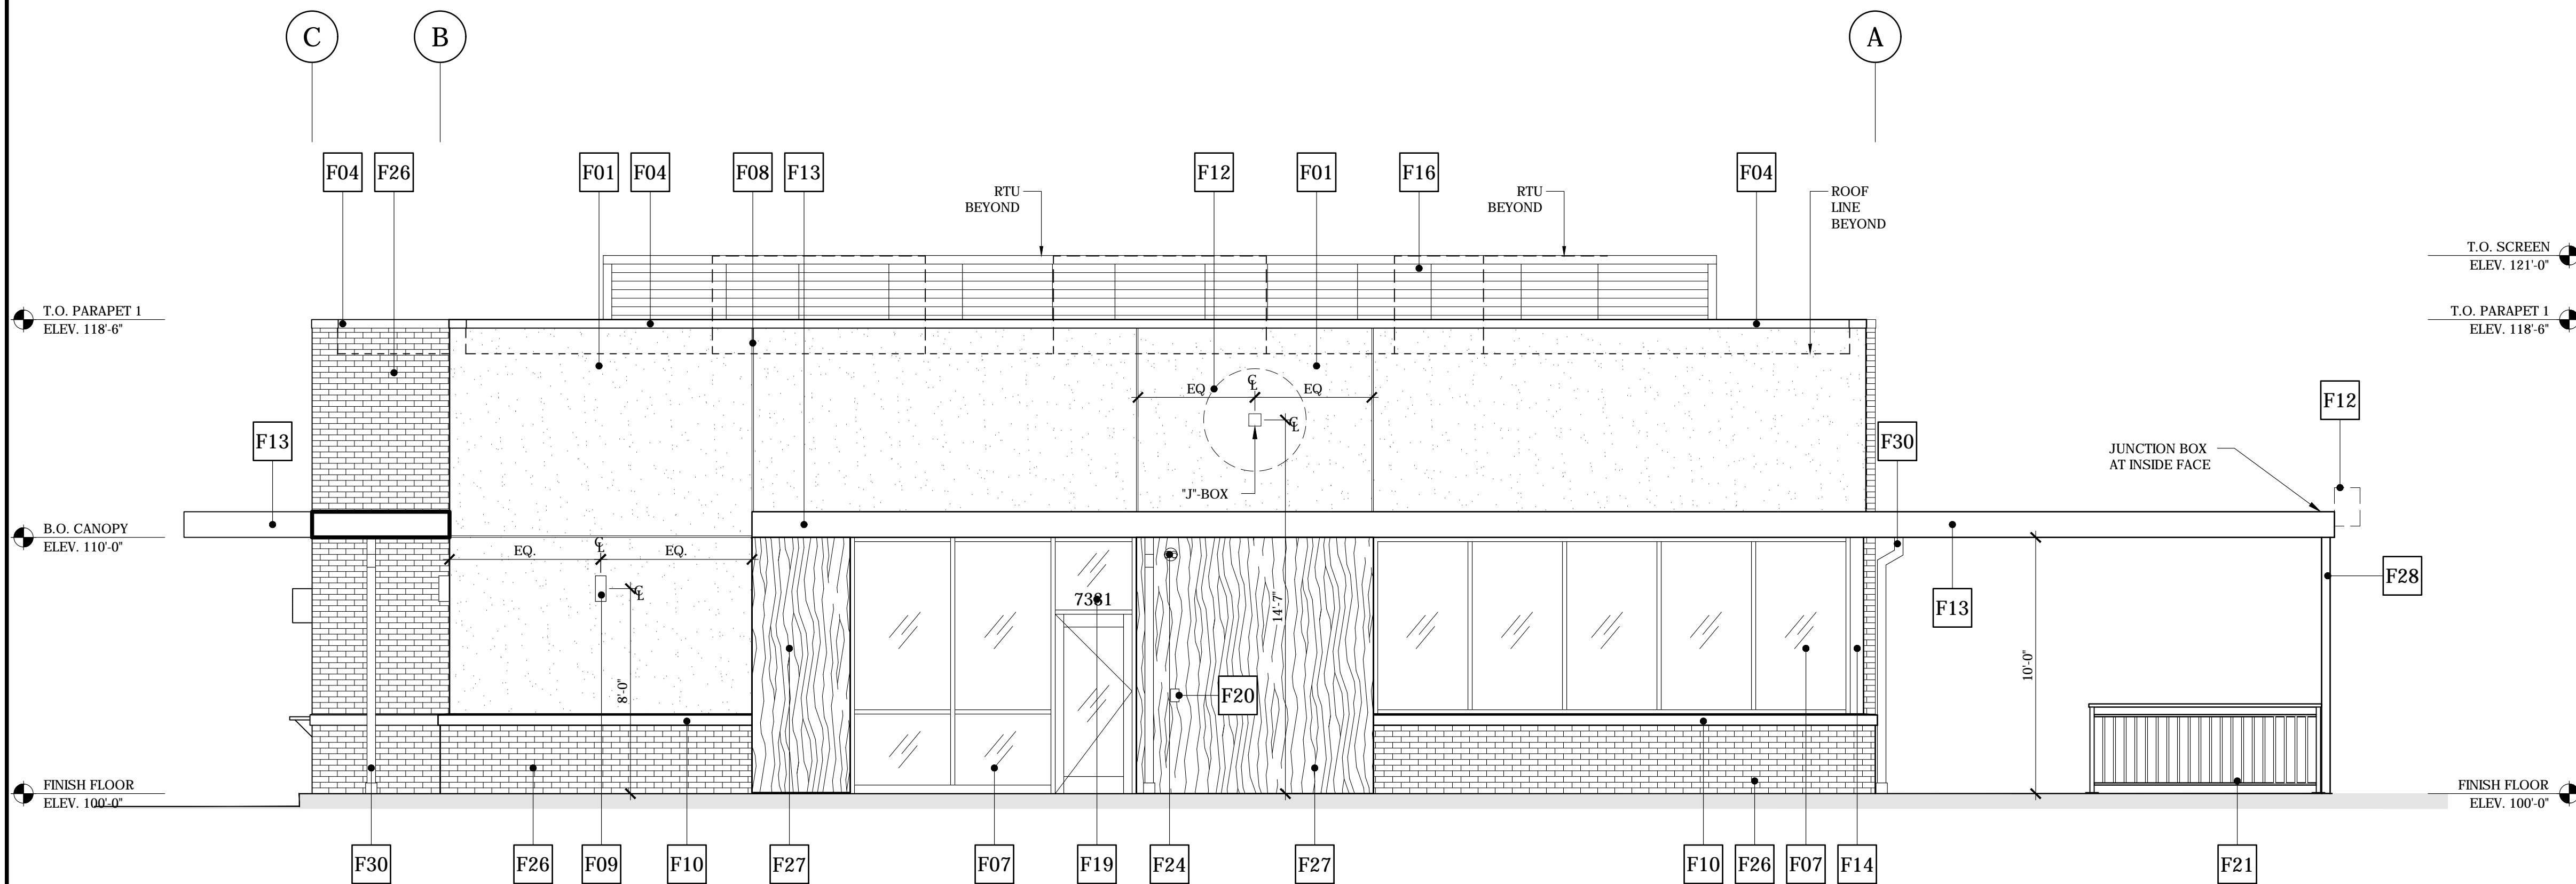 C
B
A
F04
F26
F01
F04
F08
F13
F12
F01
F16
F04
RTU
BEYOND
RTU
BEYOND
ROOF
LINE
BEYOND
T.O. SCREEN
ELEV. 121'-0"
T.O. PARAPET 1
ELEV. 118'-6"
T.O. PARAPET 1
ELEV. 118'-6"
EQ
CL
EQ
CL
F12
F13
F30
JUNCTION BOX
AT INSIDE FACE
"J"-BOX
B.O. CANOPY
ELEV. 110'-0"
EQ.
CL
EQ.
CL
F28
7381
14'-7"
F13
8'-0"
F20
10'-0"
FINISH FLOOR
ELEV. 100'-0"
FINISH FLOOR
ELEV. 100'-0"
F30
F26
F09
F10
F27
F07
F19
F24
F27
F10
F26
F07
F14
F21